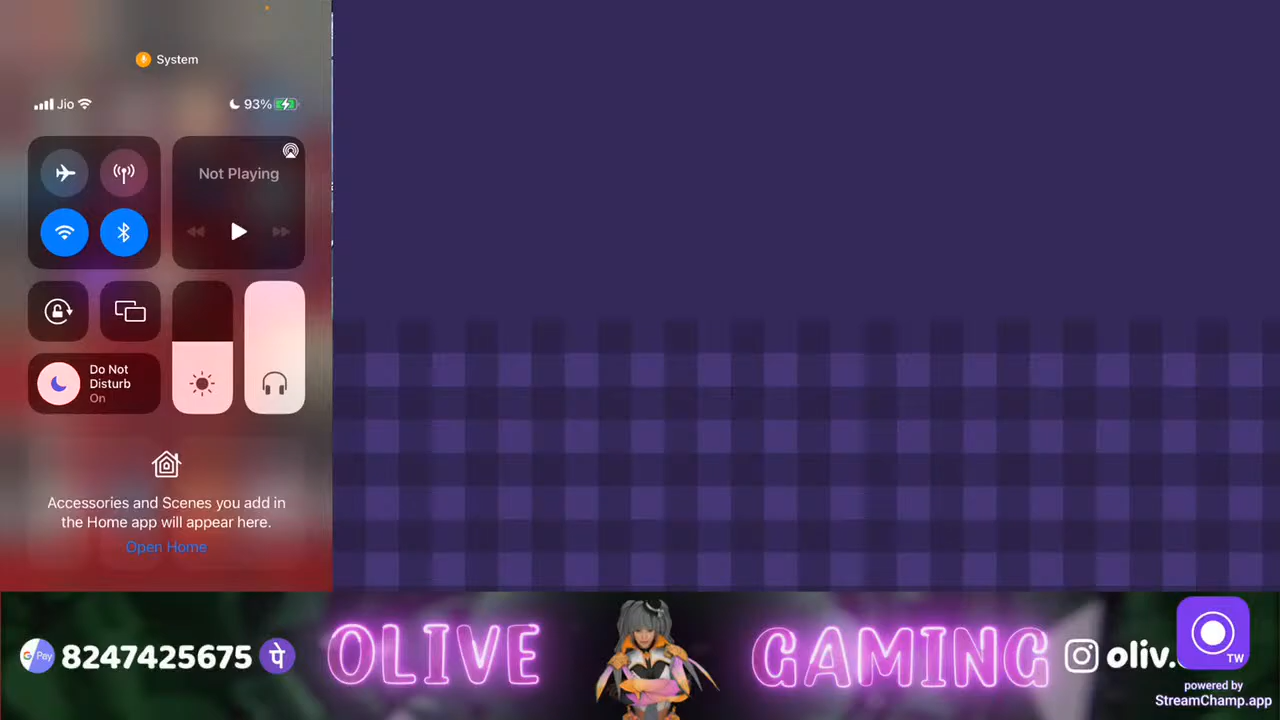 System
Jio
93%
Not Playing
Do Not
Disturb
On
Accessories and Scenes you add in
the Home app will appear here.
Open Home
G Pay 8247425675 पे
OLIVE GAMING
oliv.
TW
powered by
StreamChamp.app